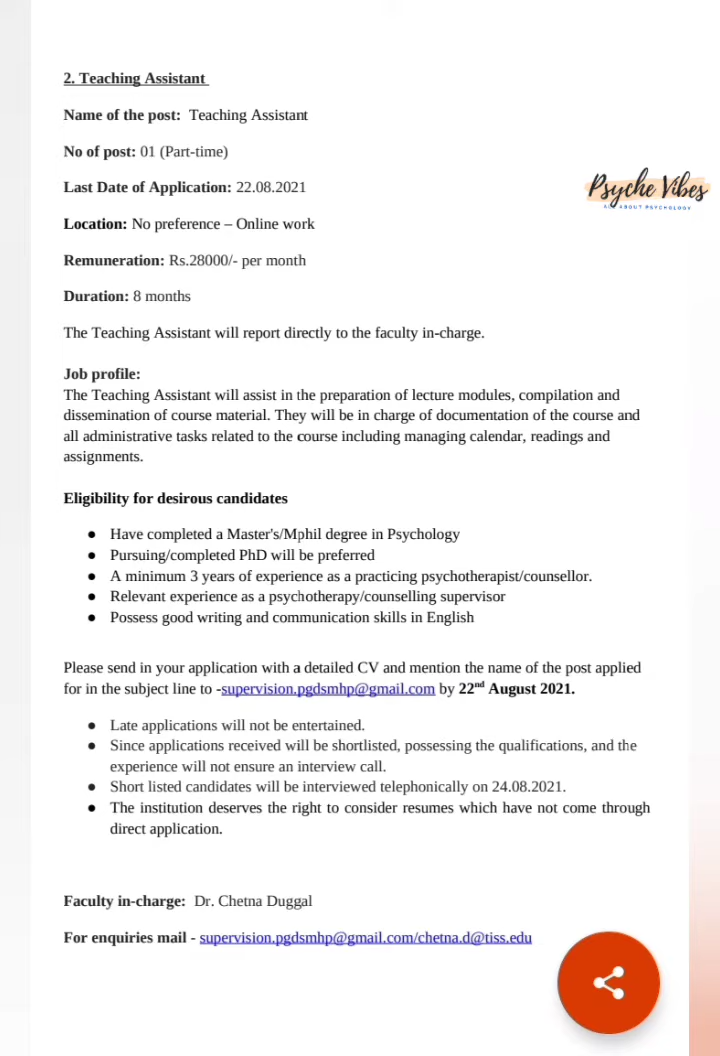 2. Teaching Assistant
Name of the post: Teaching Assistant
No of post: 01 (Part-time)
Last Date of Application: 22.08.2021
Psyche Vibes
ALL ABOUT PSYCHOLOGY
Location: No preference – Online work
Remuneration: Rs.28000/- per month
Duration: 8 months
The Teaching Assistant will report directly to the faculty in-charge.
Job profile:
The Teaching Assistant will assist in the preparation of lecture modules, compilation and
dissemination of course material. They will be in charge of documentation of the course and
all administrative tasks related to the course including managing calendar, readings and
assignments.
Eligibility for desirous candidates
● Have completed a Master's/Mphil degree in Psychology
● Pursuing/completed PhD will be preferred
● A minimum 3 years of experience as a practicing psychotherapist/counsellor.
● Relevant experience as a psychotherapy/counselling supervisor
● Possess good writing and communication skills in English
Please send in your application with a detailed CV and mention the name of the post applied
for in the subject line to -supervision.pgdsmhp@gmail.com by 22nd August 2021.
● Late applications will not be entertained.
● Since applications received will be shortlisted, possessing the qualifications, and the
experience will not ensure an interview call.
● Short listed candidates will be interviewed telephonically on 24.08.2021.
● The institution deserves the right to consider resumes which have not come through
direct application.
Faculty in-charge: Dr. Chetna Duggal
For enquiries mail - supervision.pgdsmhp@gmail.com/chetna.d@tiss.edu